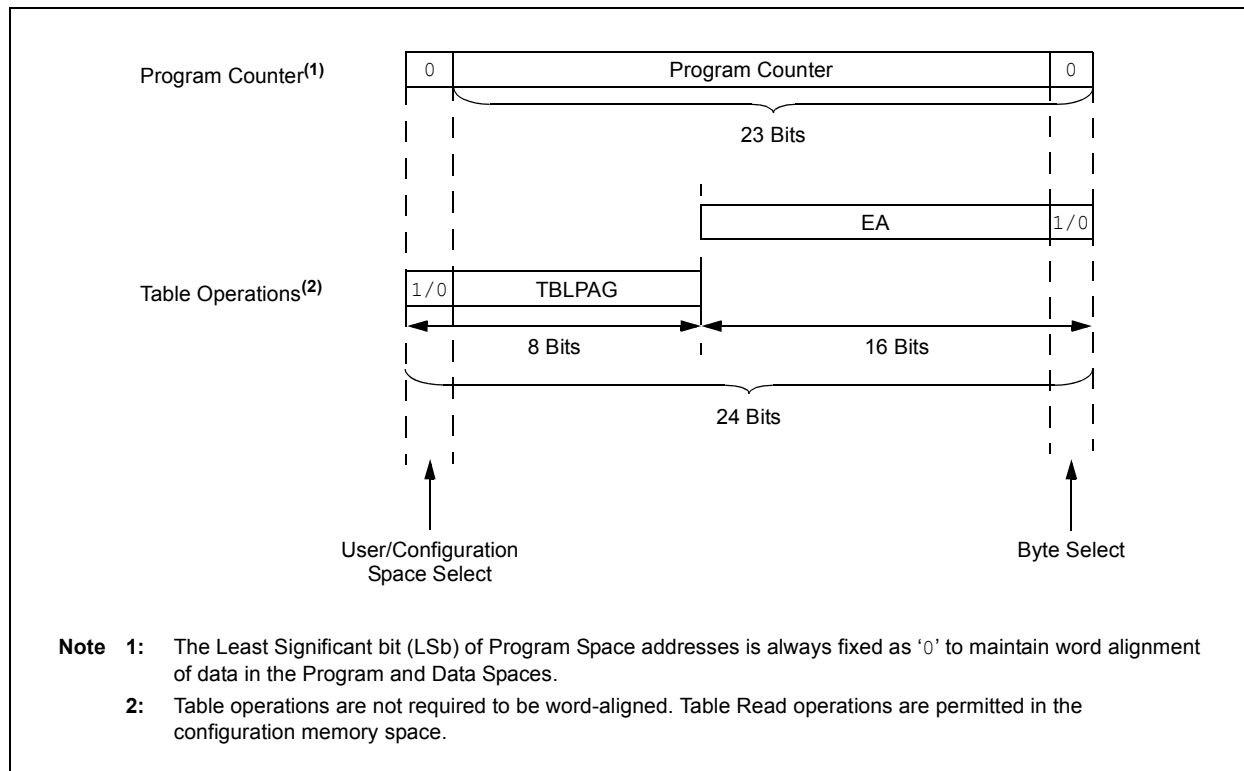 Program Counter(1)
0
Program Counter
0
23 Bits
EA
1/0
Table Operations(2)
1/0
TBLPAG
8 Bits
16 Bits
24 Bits
User/Configuration
Space Select
Byte Select
Note 1: The Least Significant bit (LSb) of Program Space addresses is always fixed as ‘0’ to maintain word alignment
of data in the Program and Data Spaces.
2: Table operations are not required to be word-aligned. Table Read operations are permitted in the
configuration memory space.